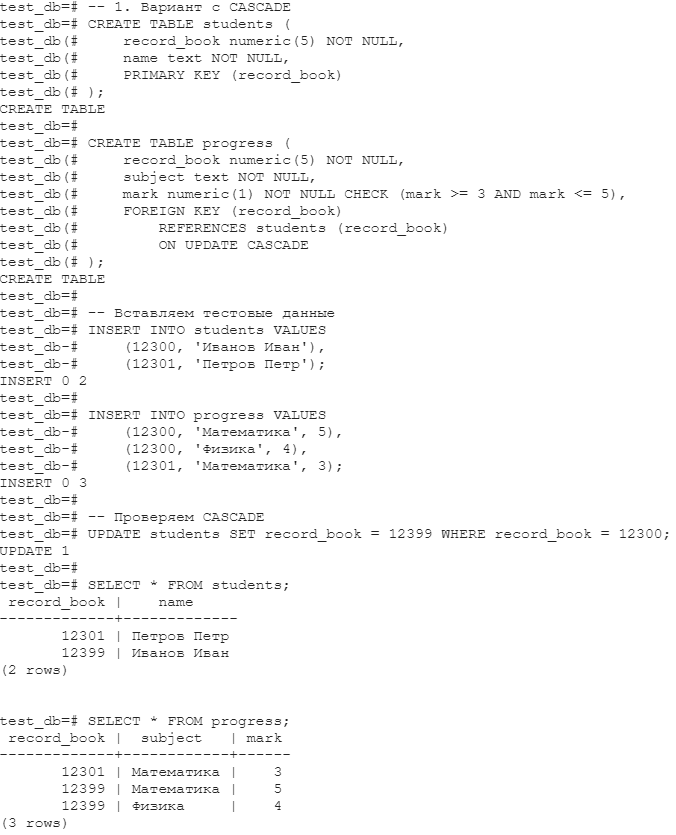 test_db=# -- 1. Вариант с CASCADE
test_db=# CREATE TABLE students (
test_db(#     record_book numeric(5) NOT NULL,
test_db(#     name text NOT NULL,
test_db(#     PRIMARY KEY (record_book)
test_db(# );
CREATE TABLE
test_db=#
test_db=# CREATE TABLE progress (
test_db(#     record_book numeric(5) NOT NULL,
test_db(#     subject text NOT NULL,
test_db(#     mark numeric(1) NOT NULL CHECK (mark >= 3 AND mark <= 5),
test_db(#     FOREIGN KEY (record_book)
test_db(#         REFERENCES students (record_book)
test_db(#         ON UPDATE CASCADE
test_db(# );
CREATE TABLE
test_db=#
test_db=# -- Вставляем тестовые данные
test_db=# INSERT INTO students VALUES
test_db-#     (12300, 'Иванов Иван'),
test_db-#     (12301, 'Петров Петр');
INSERT 0 2
test_db=#
test_db=# INSERT INTO progress VALUES
test_db-#     (12300, 'Математика', 5),
test_db-#     (12300, 'Физика', 4),
test_db-#     (12301, 'Математика', 3);
INSERT 0 3
test_db=#
test_db=# -- Проверяем CASCADE
test_db=# UPDATE students SET record_book = 12399 WHERE record_book = 12300;
UPDATE 1
test_db=#
test_db=# SELECT * FROM students;
 record_book |    name
-------------+-------------
       12301 | Петров Петр
       12399 | Иванов Иван
(2 rows)

test_db=# SELECT * FROM progress;
 record_book |  subject   | mark
-------------+------------+------
       12301 | Математика |    3
       12399 | Математика |    5
       12399 | Физика     |    4
(3 rows)